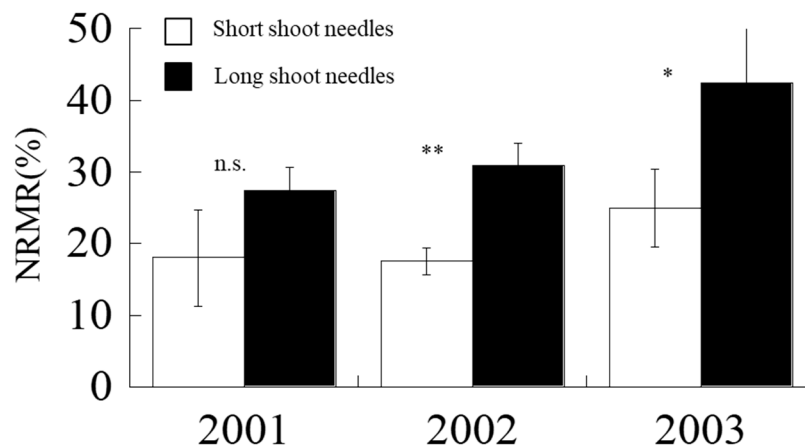 Short shoot needles
Long shoot needles
NRMR(%)
50
40
30
20
10
0
n.s.
**
*
2001 2002 2003